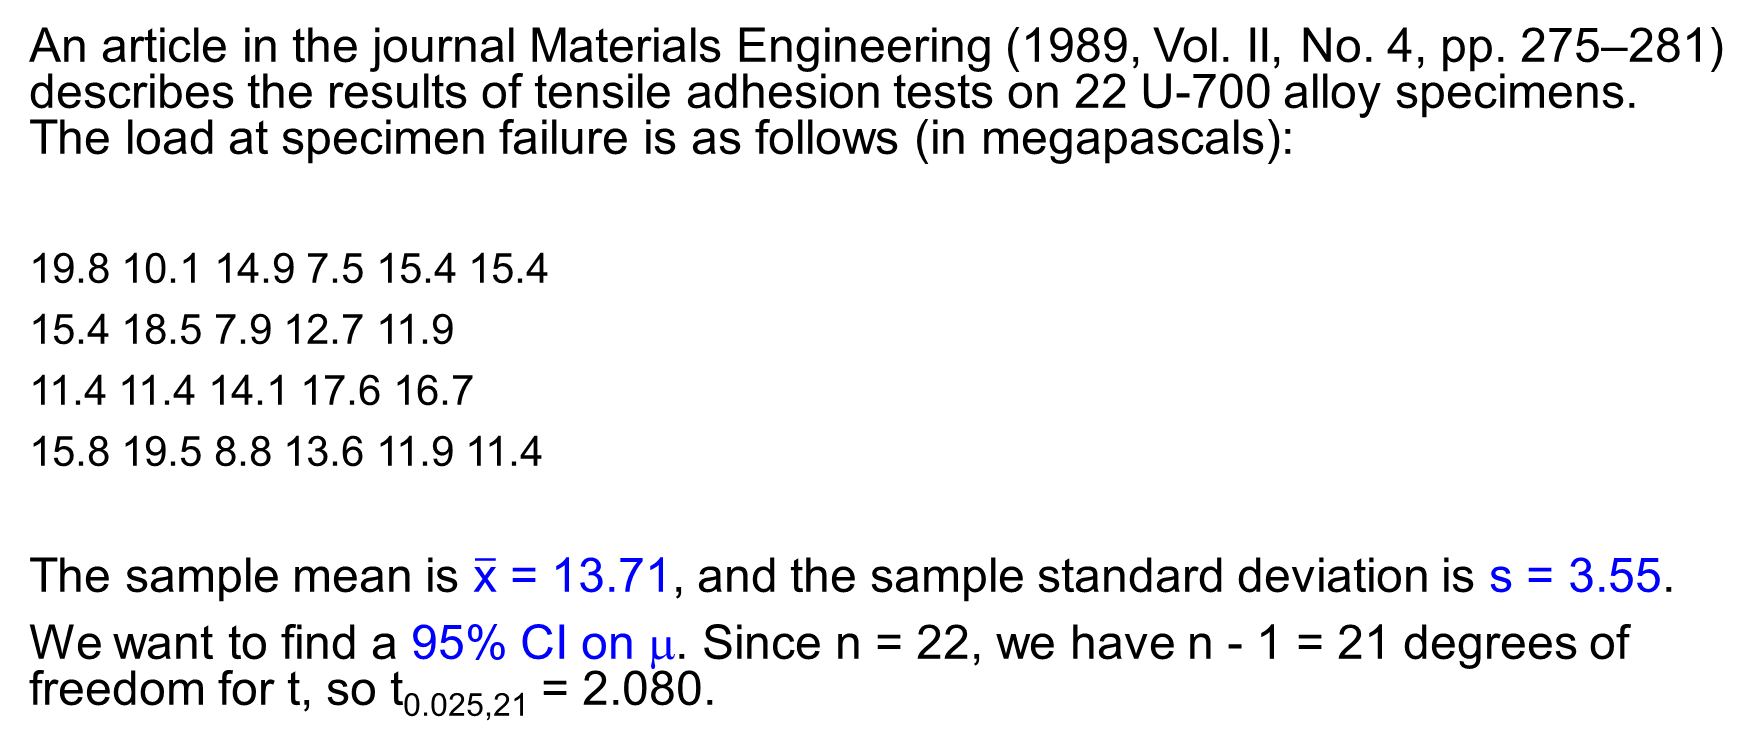 An article in the journal Materials Engineering (1989, Vol. II, No. 4, pp. 275–281)
describes the results of tensile adhesion tests on 22 U-700 alloy specimens.
The load at specimen failure is as follows (in megapascals):
19.8 10.1 14.9 7.5 15.4 15.4
15.4 18.5 7.9 12.7 11.9
11.4 11.4 14.1 17.6 16.7
15.8 19.5 8.8 13.6 11.9 11.4
The sample mean is x̅ = 13.71, and the sample standard deviation is s = 3.55.
We want to find a 95% CI on μ. Since n = 22, we have n - 1 = 21 degrees of
freedom for t, so t0.025,21 = 2.080.